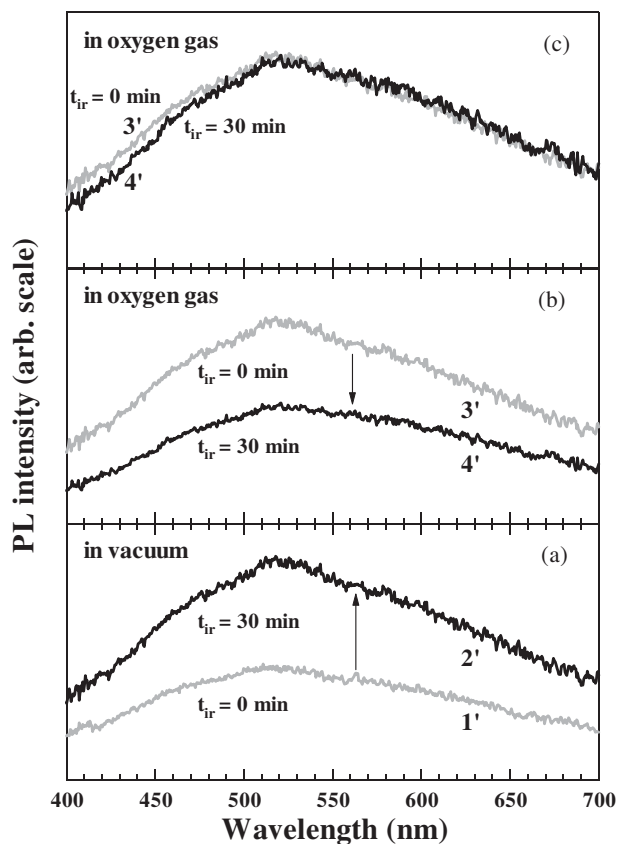 in oxygen gas
(c)
t_ir = 0 min
3'
t_ir = 30 min
4'
in oxygen gas
(b)
t_ir = 0 min
3'
t_ir = 30 min
4'
in vacuum
(a)
t_ir = 30 min
2'
t_ir = 0 min
1'
PL intensity (arb. scale)
400 450 500 550 600 650 700
Wavelength (nm)